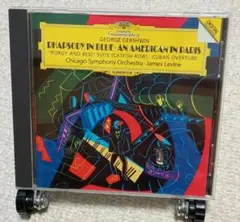 GEORGE GERSHWIN
RHAPSODY IN BLUE · AN AMERICAN IN PARIS
"PORGY AND BESS" SUITE (CATFISH ROW) · CUBAN OVERTURE
Chicago Symphony Orchestra · James Levine